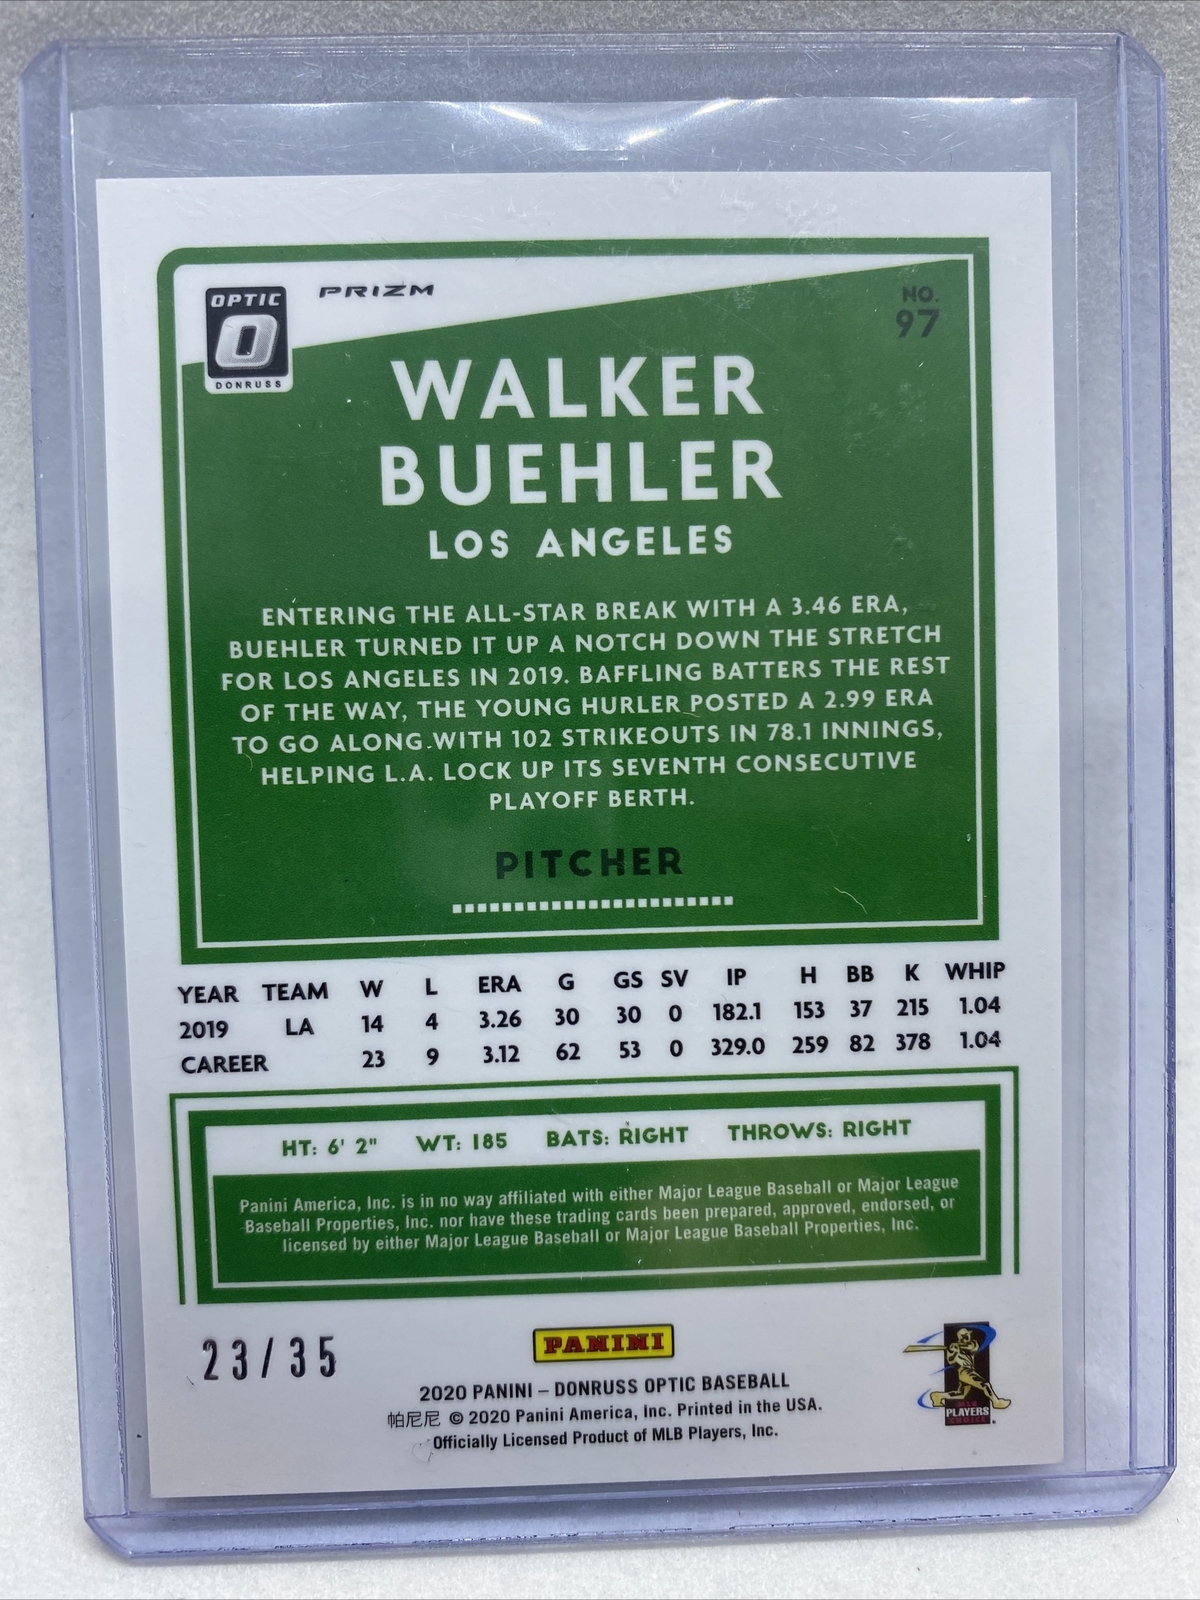 OPTIC
O
DONRUSS
PRIZM
NO.
97
WALKER
BUEHLER
LOS ANGELES
ENTERING THE ALL-STAR BREAK WITH A 3.46 ERA,
BUEHLER TURNED IT UP A NOTCH DOWN THE STRETCH
FOR LOS ANGELES IN 2019. BAFFLING BATTERS THE REST
OF THE WAY, THE YOUNG HURLER POSTED A 2.99 ERA
TO GO ALONG WITH 102 STRIKEOUTS IN 78.1 INNINGS,
HELPING L.A. LOCK UP ITS SEVENTH CONSECUTIVE
PLAYOFF BERTH.
PITCHER
YEAR TEAM W L ERA G GS SV IP H BB K WHIP
2019 LA 14 4 3.26 30 30 0 182.1 153 37 215 1.04
CAREER 23 9 3.12 62 53 0 329.0 259 82 378 1.04
HT: 6' 2" WT: 185 BATS: RIGHT THROWS: RIGHT
Panini America, Inc. is in no way affiliated with either Major League Baseball or Major League
Baseball Properties, Inc. nor have these trading cards been prepared, approved, endorsed, or
licensed by either Major League Baseball or Major League Baseball Properties, Inc.
23/35
PANINI
2020 PANINI – DONRUSS OPTIC BASEBALL
帕尼尼 © 2020 Panini America, Inc. Printed in the USA.
Officially Licensed Product of MLB Players, Inc.
MLB
PLAYERS
CHOICE